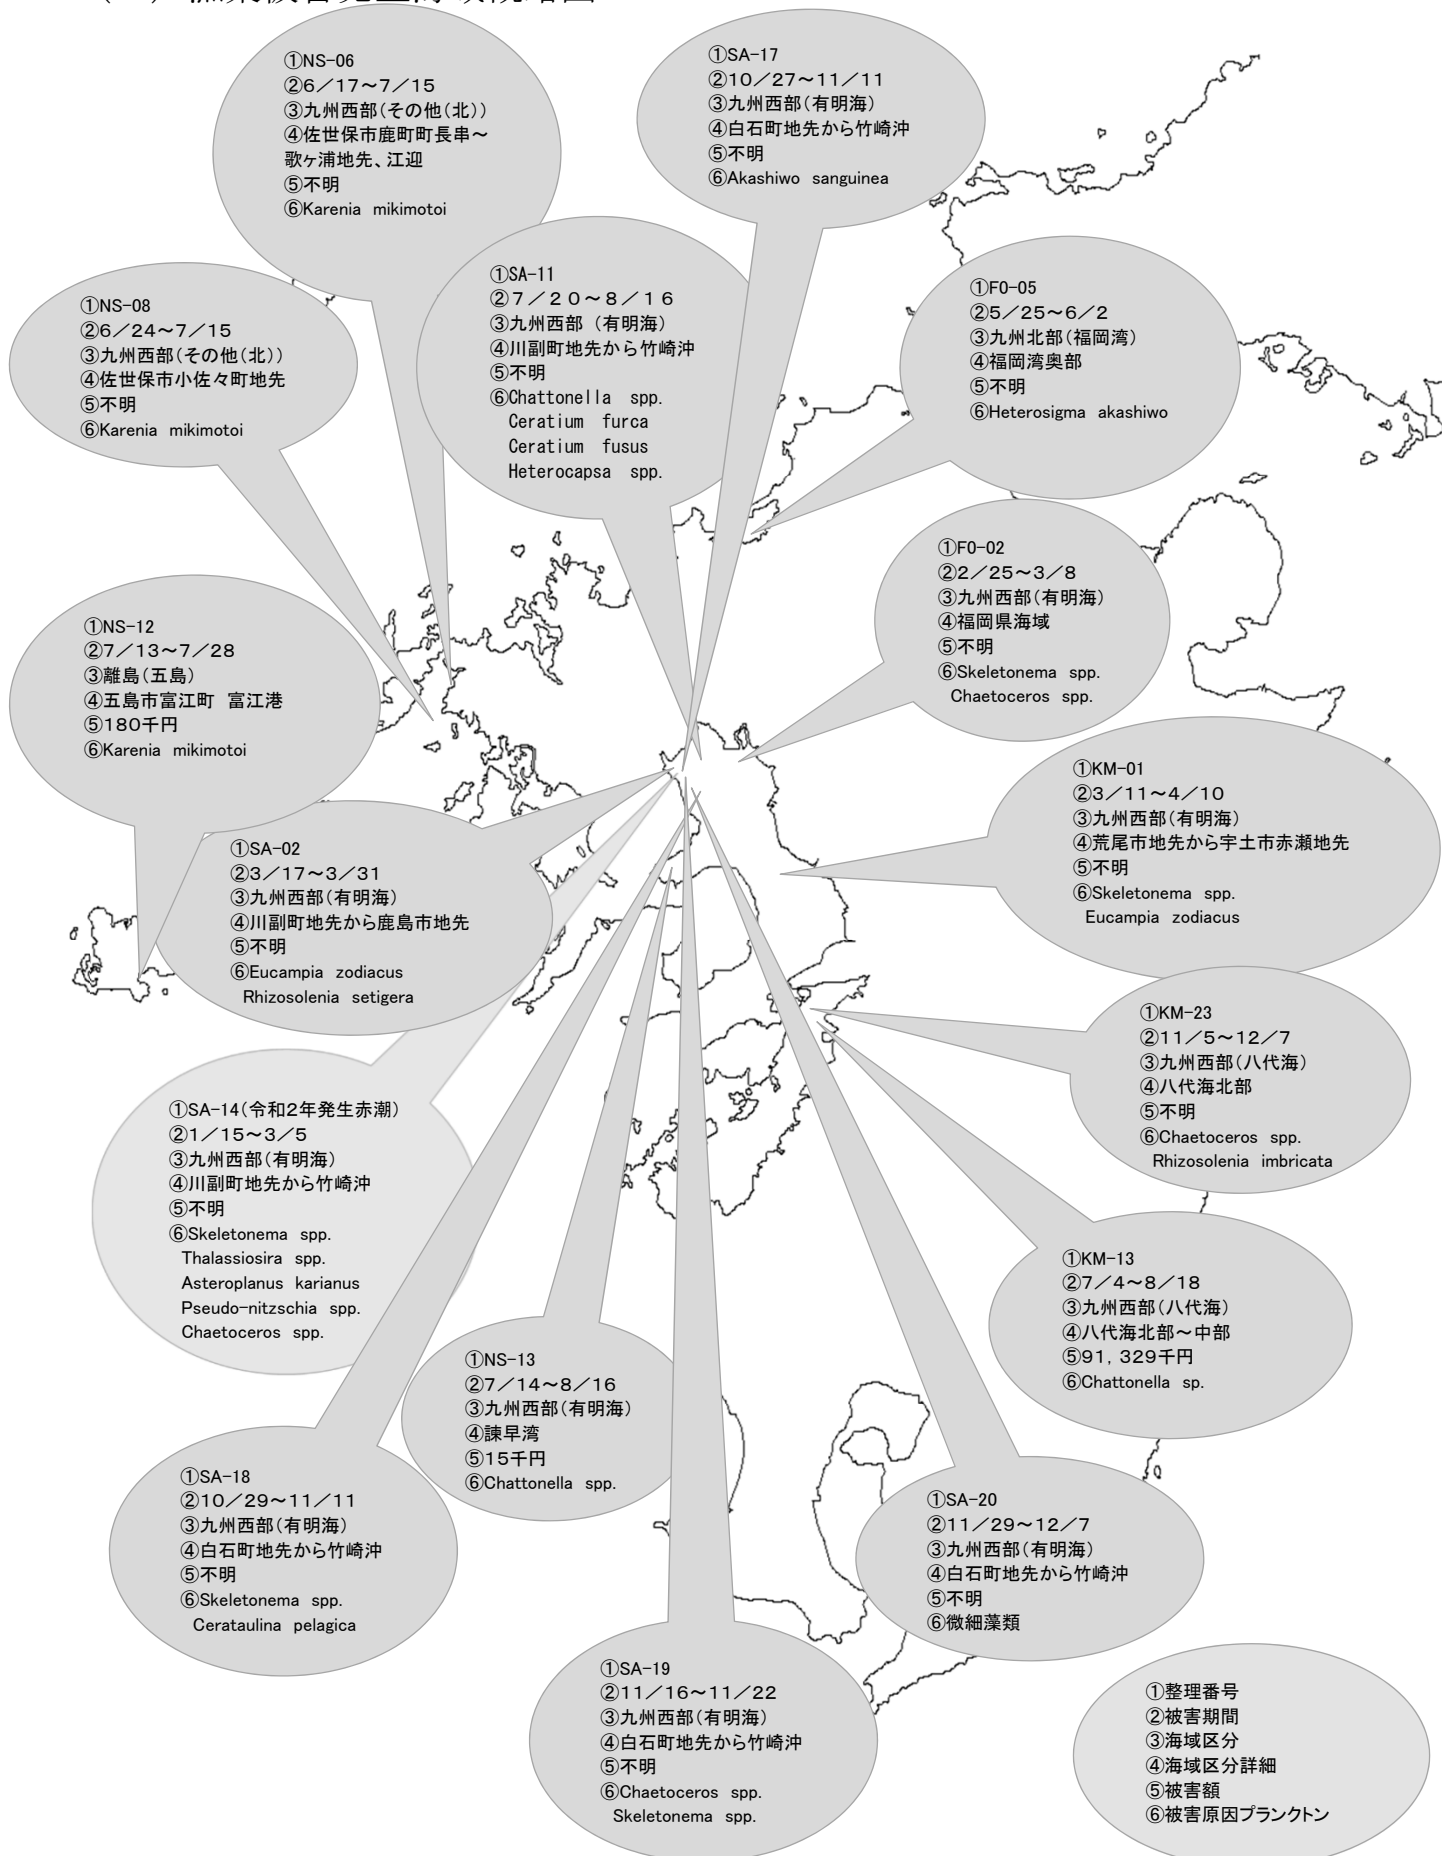 ①NS-06
②6／17～7／15
③九州西部(その他(北))
④佐世保市鹿町町長串～
歌ヶ浦地先、江迎
⑤不明
⑥Karenia mikimotoi
①SA-17
②10／27～11／11
③九州西部(有明海)
④白石町地先から竹崎沖
⑤不明
⑥Akashiwo sanguinea
①NS-08
②6／24～7／15
③九州西部(その他(北))
④佐世保市小佐々町地先
⑤不明
⑥Karenia mikimotoi
①SA-11
②７／２０～８／１６
③九州西部（有明海）
④川副町地先から竹崎沖
⑤不明
⑥Chattonella spp.
Ceratium furca
Ceratium fusus
Heterocapsa spp.
①FO-05
②5／25～6／2
③九州北部(福岡湾)
④福岡湾奥部
⑤不明
⑥Heterosigma akashiwo
①FO-02
②2／25～3／8
③九州西部(有明海)
④福岡県海域
⑤不明
⑥Skeletonema spp.
Chaetoceros spp.
①NS-12
②7／13～7／28
③離島(五島)
④五島市富江町 富江港
⑤180千円
⑥Karenia mikimotoi
①KM-01
②3／11～4／10
③九州西部(有明海)
④荒尾市地先から宇土市赤瀬地先
⑤不明
⑥Skeletonema spp.
Eucampia zodiacus
①SA-02
②3／17～3／31
③九州西部(有明海)
④川副町地先から鹿島市地先
⑤不明
⑥Eucampia zodiacus
Rhizosolenia setigera
①KM-23
②11／5～12／7
③九州西部(八代海)
④八代海北部
⑤不明
⑥Chaetoceros spp.
Rhizosolenia imbricata
①SA-14(令和2年発生赤潮)
②1／15～3／5
③九州西部(有明海)
④川副町地先から竹崎沖
⑤不明
⑥Skeletonema spp.
Thalassiosira spp.
Asteroplanus karianus
Pseudo-nitzschia spp.
Chaetoceros spp.
①KM-13
②7／4～8／18
③九州西部(八代海)
④八代海北部～中部
⑤91，329千円
⑥Chattonella sp.
①NS-13
②7／14～8／16
③九州西部(有明海)
④諫早湾
⑤15千円
⑥Chattonella spp.
①SA-18
②10／29～11／11
③九州西部(有明海)
④白石町地先から竹崎沖
⑤不明
⑥Skeletonema spp.
Cerataulina pelagica
①SA-20
②11／29～12／7
③九州西部(有明海)
④白石町地先から竹崎沖
⑤不明
⑥微細藻類
①SA-19
②11／16～11／22
③九州西部(有明海)
④白石町地先から竹崎沖
⑤不明
⑥Chaetoceros spp.
Skeletonema spp.
①整理番号
②被害期間
③海域区分
④海域区分詳細
⑤被害額
⑥被害原因プランクトン